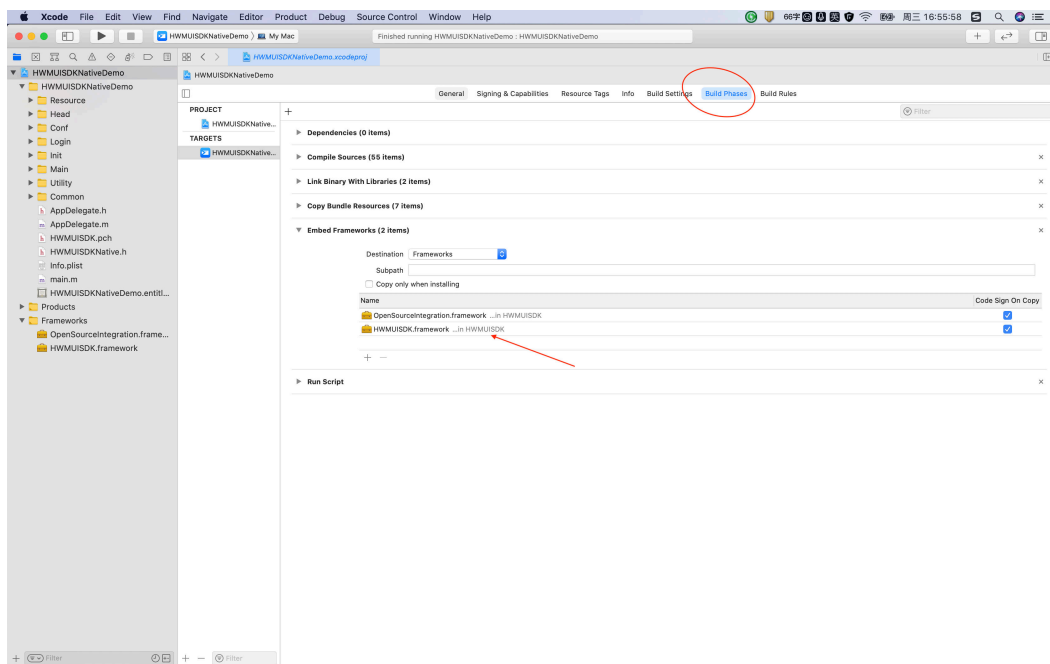 Xcode File Edit View Find Navigate Editor Product Debug Source Control Window Help 66字 英 周三 16:55:58
HWMUISDKNativeDemo My Mac Finished running HWMUISDKNativeDemo : HWMUISDKNativeDemo
HWMUISDKNativeDemo.xcodeproj
HWMUISDKNativeDemo
HWMUISDKNativeDemo
General Signing & Capabilities Resource Tags Info Build Settings Build Phases Build Rules
HWMUISDKNativeDemo
Resource
Head
Conf
Login
Init
Main
Utility
Common
AppDelegate.h
AppDelegate.m
HWMUISDK.pch
HWMUISDKNative.h
Info.plist
main.m
HWMUISDKNativeDemo.entitl...
Products
Frameworks
OpenSourceIntegration.frame...
HWMUISDK.framework
PROJECT
HWMUISDKNative...
TARGETS
HWMUISDKNative...
+ Filter
Dependencies (0 items)
Compile Sources (55 items)
Link Binary With Libraries (2 items)
Copy Bundle Resources (7 items)
Embed Frameworks (2 items)
Destination Frameworks
Subpath
Copy only when installing
Name Code Sign On Copy
OpenSourceIntegration.framework ...in HWMUISDK
HWMUISDK.framework ...in HWMUISDK
+ −
Run Script
+ Filter + − Filter